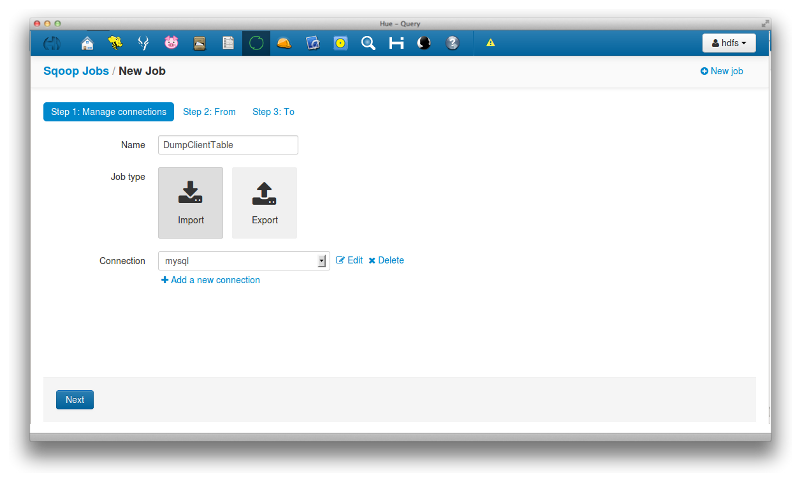 Hue - Query
hdfs
Sqoop Jobs / New Job
New job
Step 1: Manage connections Step 2: From Step 3: To
Name DumpClientTable
Job type
Import Export
Connection mysql Edit Delete
Add a new connection
Next